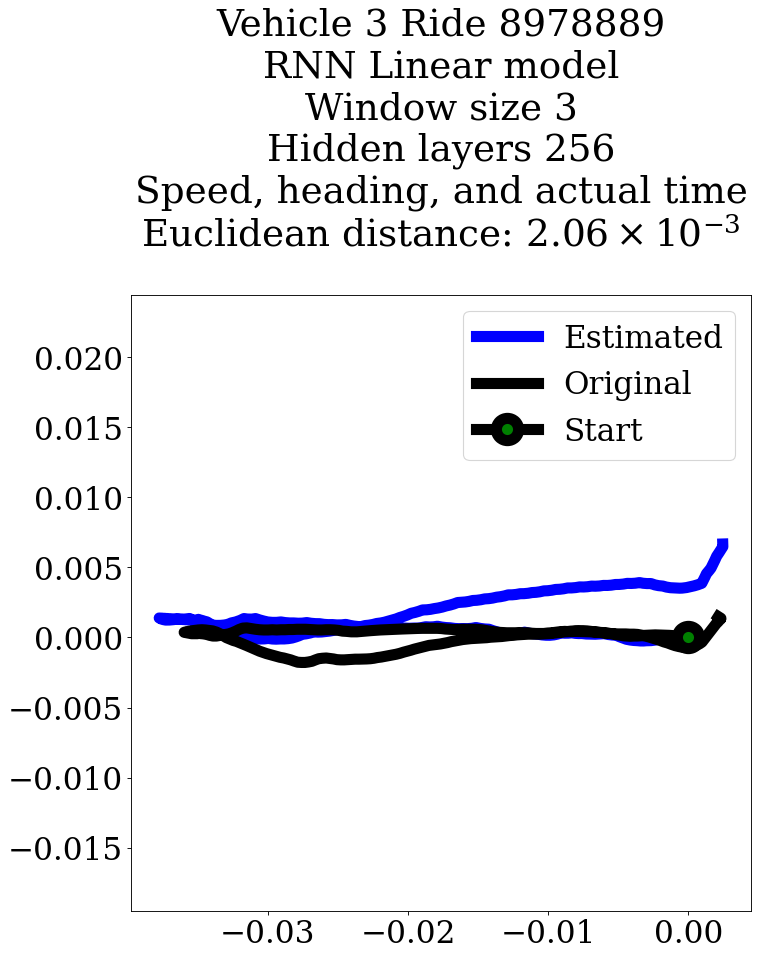 Vehicle 3 Ride 8978889
RNN Linear model
Window size 3
Hidden layers 256
Speed, heading, and actual time
Euclidean distance: 2.06 × 10⁻³
Estimated
Original
Start
0.020
0.015
0.010
0.005
0.000
−0.005
−0.010
−0.015
−0.03 −0.02 −0.01 0.00